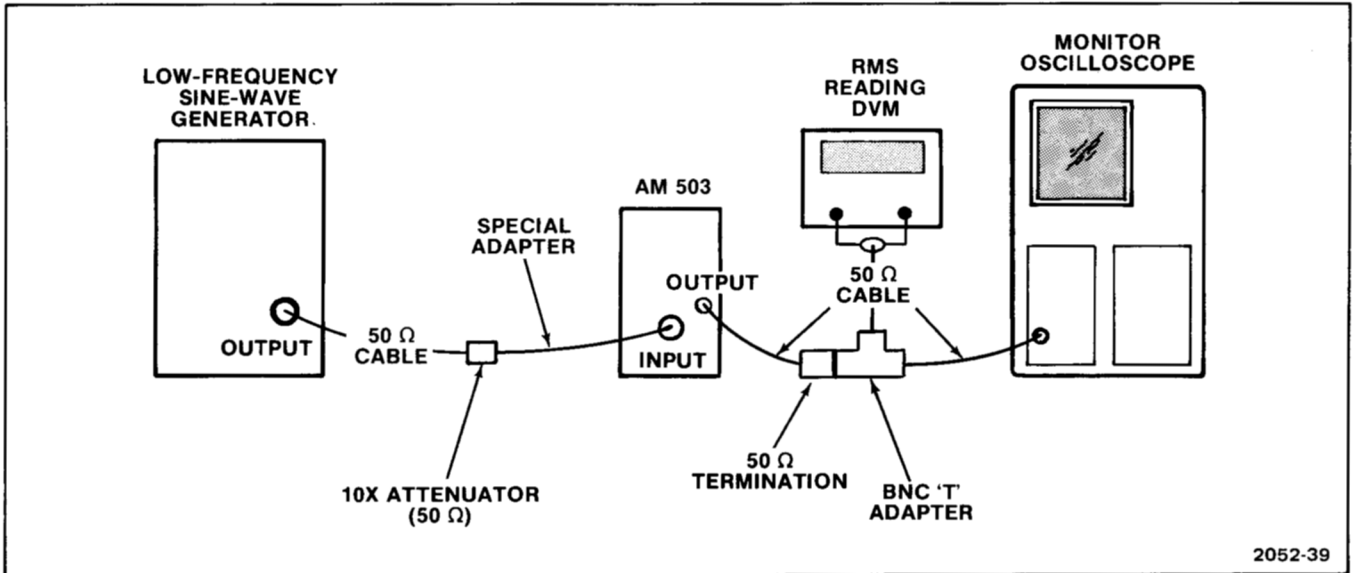 LOW-FREQUENCY
SINE-WAVE
GENERATOR
OUTPUT
50 Ω
CABLE
10X ATTENUATOR
(50 Ω)
SPECIAL
ADAPTER
AM 503
OUTPUT
INPUT
RMS
READING
DVM
50 Ω
CABLE
50 Ω
TERMINATION
BNC 'T'
ADAPTER
MONITOR
OSCILLOSCOPE
2052-39